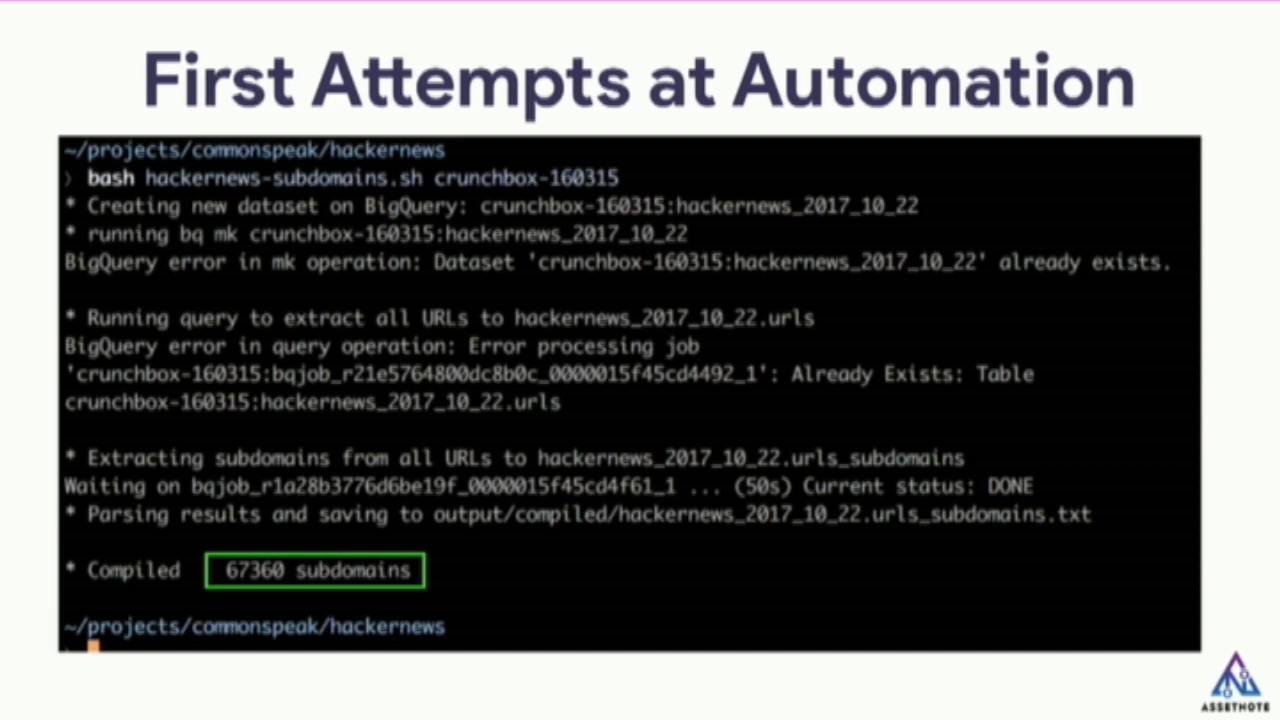 First Attempts at Automation
~/projects/commonspeak/hackernews
› bash hackernews-subdomains.sh crunchbox-160315
* Creating new dataset on BigQuery: crunchbox-160315:hackernews_2017_10_22
* running bq mk crunchbox-160315:hackernews_2017_10_22
BigQuery error in mk operation: Dataset 'crunchbox-160315:hackernews_2017_10_22' already exists.
* Running query to extract all URLs to hackernews_2017_10_22.urls
BigQuery error in query operation: Error processing job
'crunchbox-160315:bqjob_r21e5764800dc8b0c_0000015f45cd4492_1': Already Exists: Table
crunchbox-160315:hackernews_2017_10_22.urls
* Extracting subdomains from all URLs to hackernews_2017_10_22.urls_subdomains
Waiting on bqjob_r1a28b3776d6be19f_0000015f45cd4f61_1 ... (50s) Current status: DONE
* Parsing results and saving to output/compiled/hackernews_2017_10_22.urls_subdomains.txt
* Compiled 67360 subdomains
~/projects/commonspeak/hackernews
ASSETNOTE